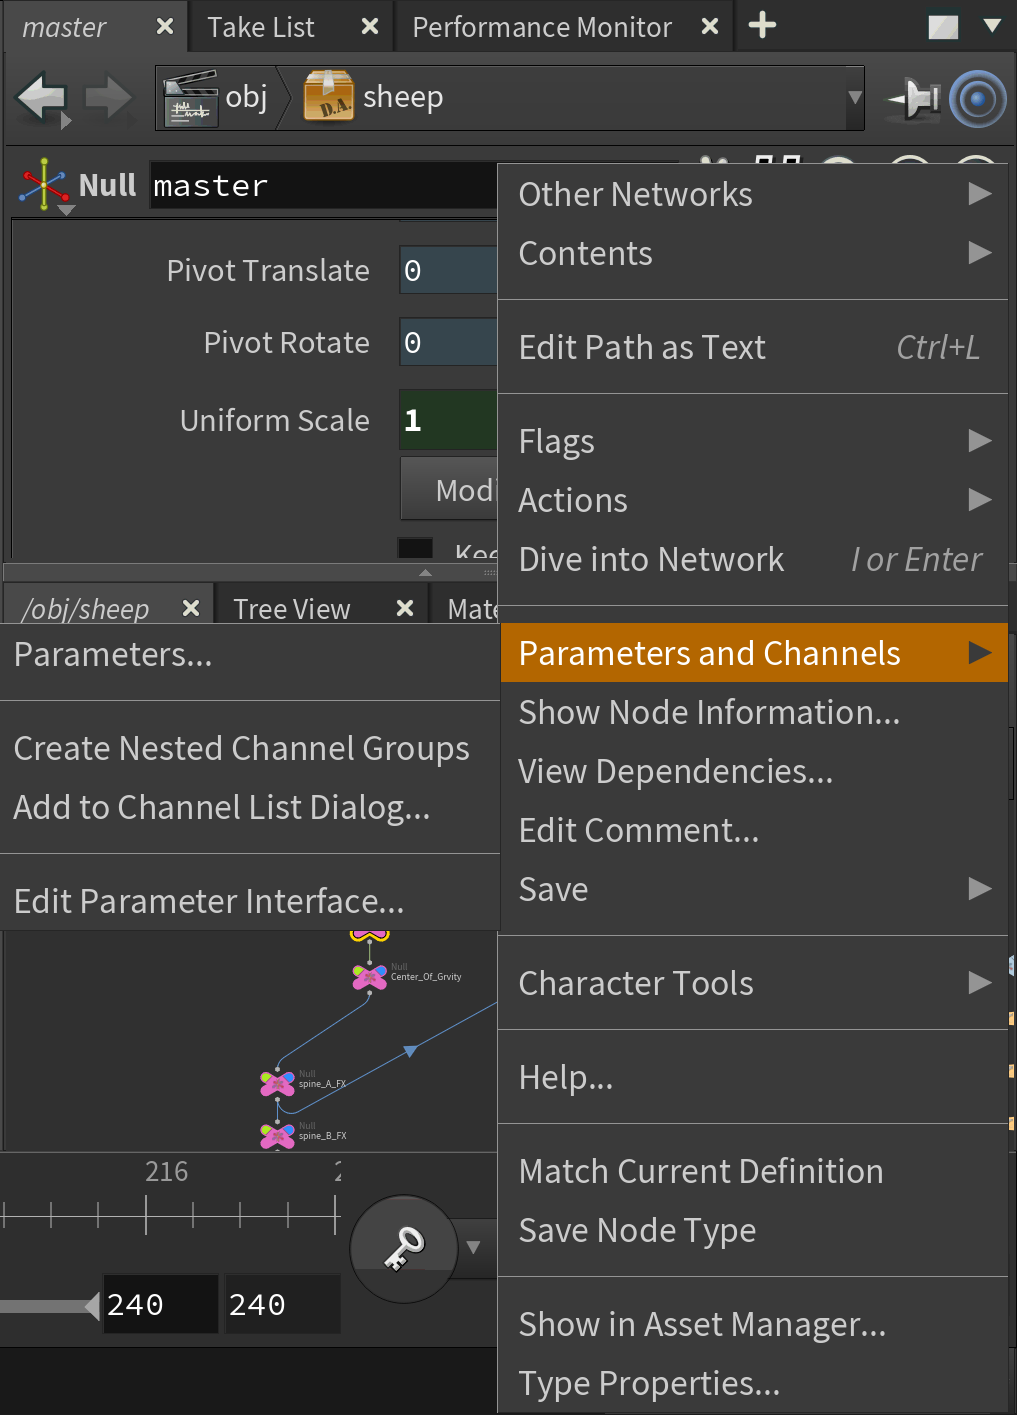 master
Take List
Performance Monitor
obj
D.A.
sheep
Null
master
Pivot Translate
0
Pivot Rotate
0
Uniform Scale
1
Modi
Kee
/obj/sheep
Tree View
Mate
Other Networks
Contents
Edit Path as Text Ctrl+L
Flags
Actions
Dive into Network I or Enter
Parameters and Channels
Show Node Information...
View Dependencies...
Edit Comment...
Save
Character Tools
Help...
Match Current Definition
Save Node Type
Show in Asset Manager...
Type Properties...
Parameters...
Create Nested Channel Groups
Add to Channel List Dialog...
Edit Parameter Interface...
Null
Center_Of_Grvity
Null
spine_A_FX
Null
spine_B_FX
216
240
240